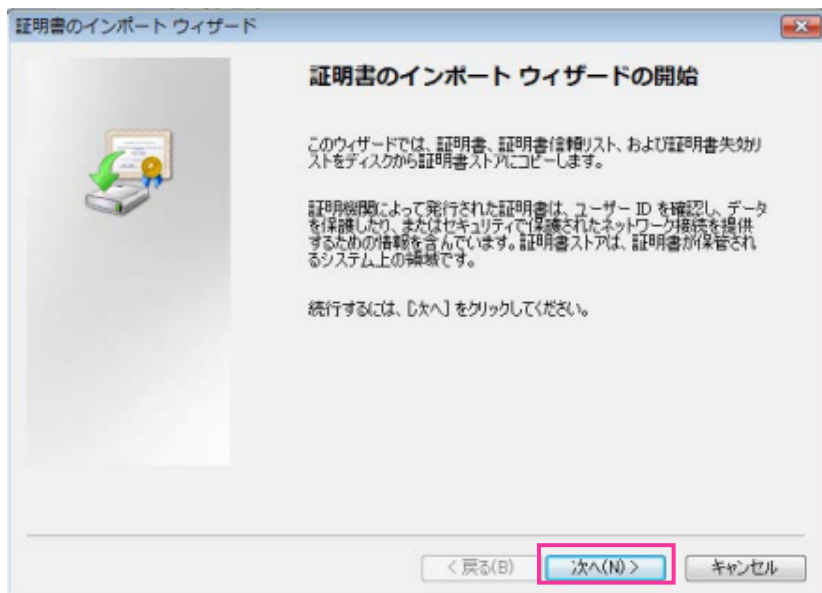 証明書のインポート ウィザード
証明書のインポート ウィザードの開始
このウィザードでは、証明書、証明書信頼リスト、および証明書失効リ
ストをディスクから証明書ストアにコピーします。
証明機関によって発行された証明書は、ユーザー ID を確認し、データ
を保護したり、またはセキュリティで保護されたネットワーク接続を提供
するための情報を含んでいます。証明書ストアは、証明書が保管され
るシステム上の領域です。
続行するには、[次へ] をクリックしてください。
< 戻る(B)
次へ(N) >
キャンセル